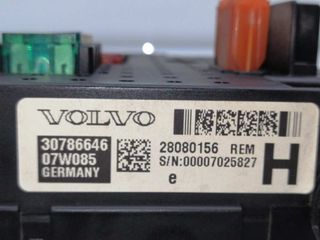 VOLVO
30786646
07W085
GERMANY
28080156 REM
S/N:00007025827
e
H